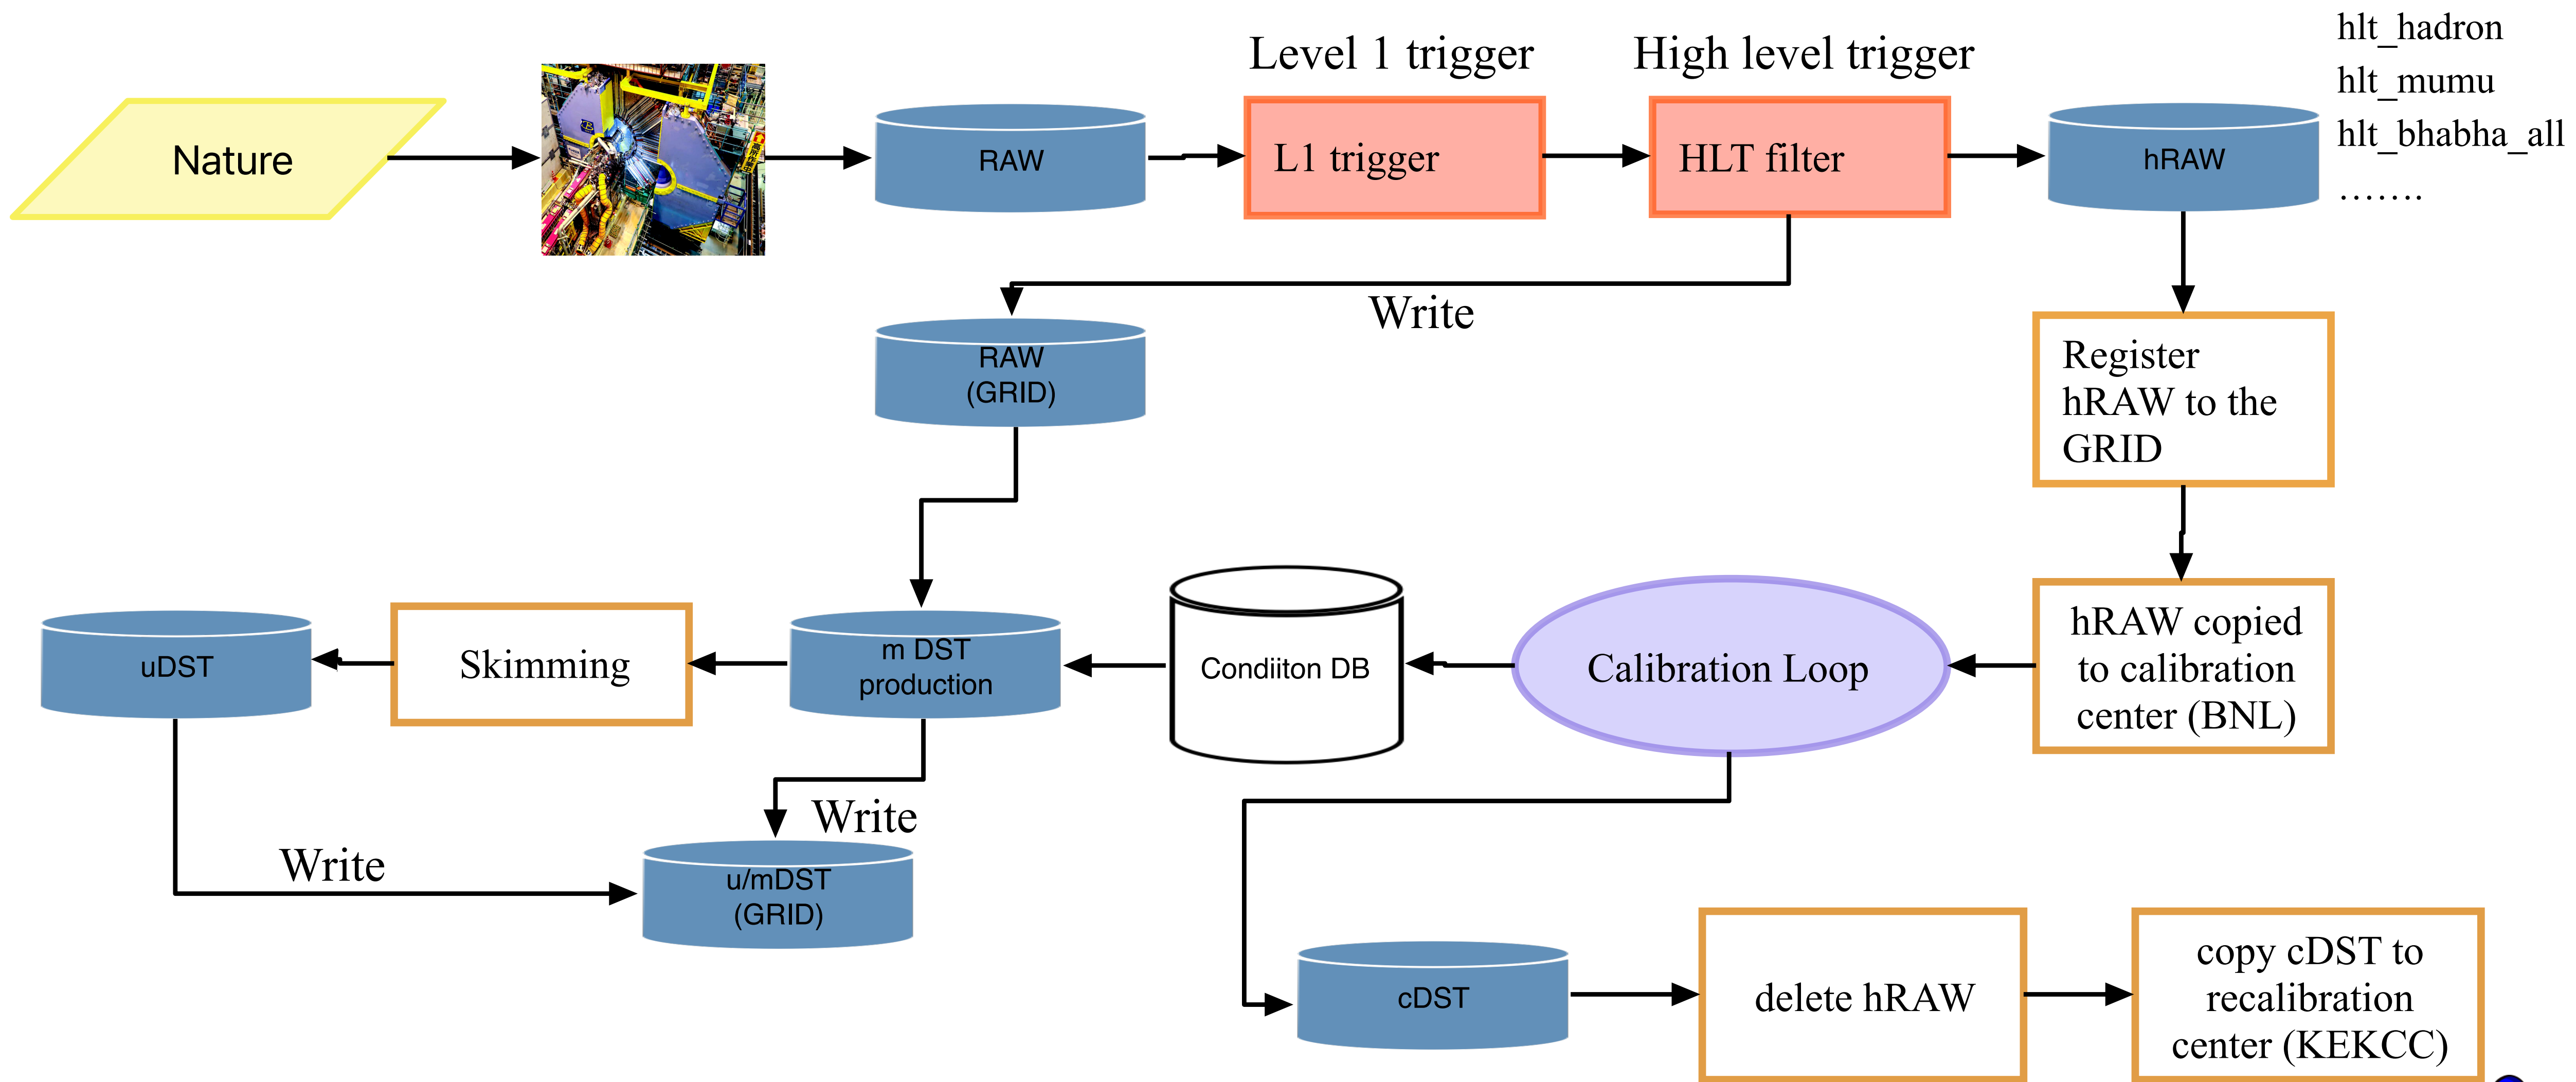 hlt_hadron
hlt_mumu
hlt_bhabha_all
.......
Level 1 trigger
High level trigger
Nature
RAW
L1 trigger
HLT filter
hRAW
Write
RAW
(GRID)
Register
hRAW to the
GRID
uDST
Skimming
m DST
production
Condiiton DB
Calibration Loop
hRAW copied
to calibration
center (BNL)
Write
Write
u/mDST
(GRID)
cDST
delete hRAW
copy cDST to
recalibration
center (KEKCC)